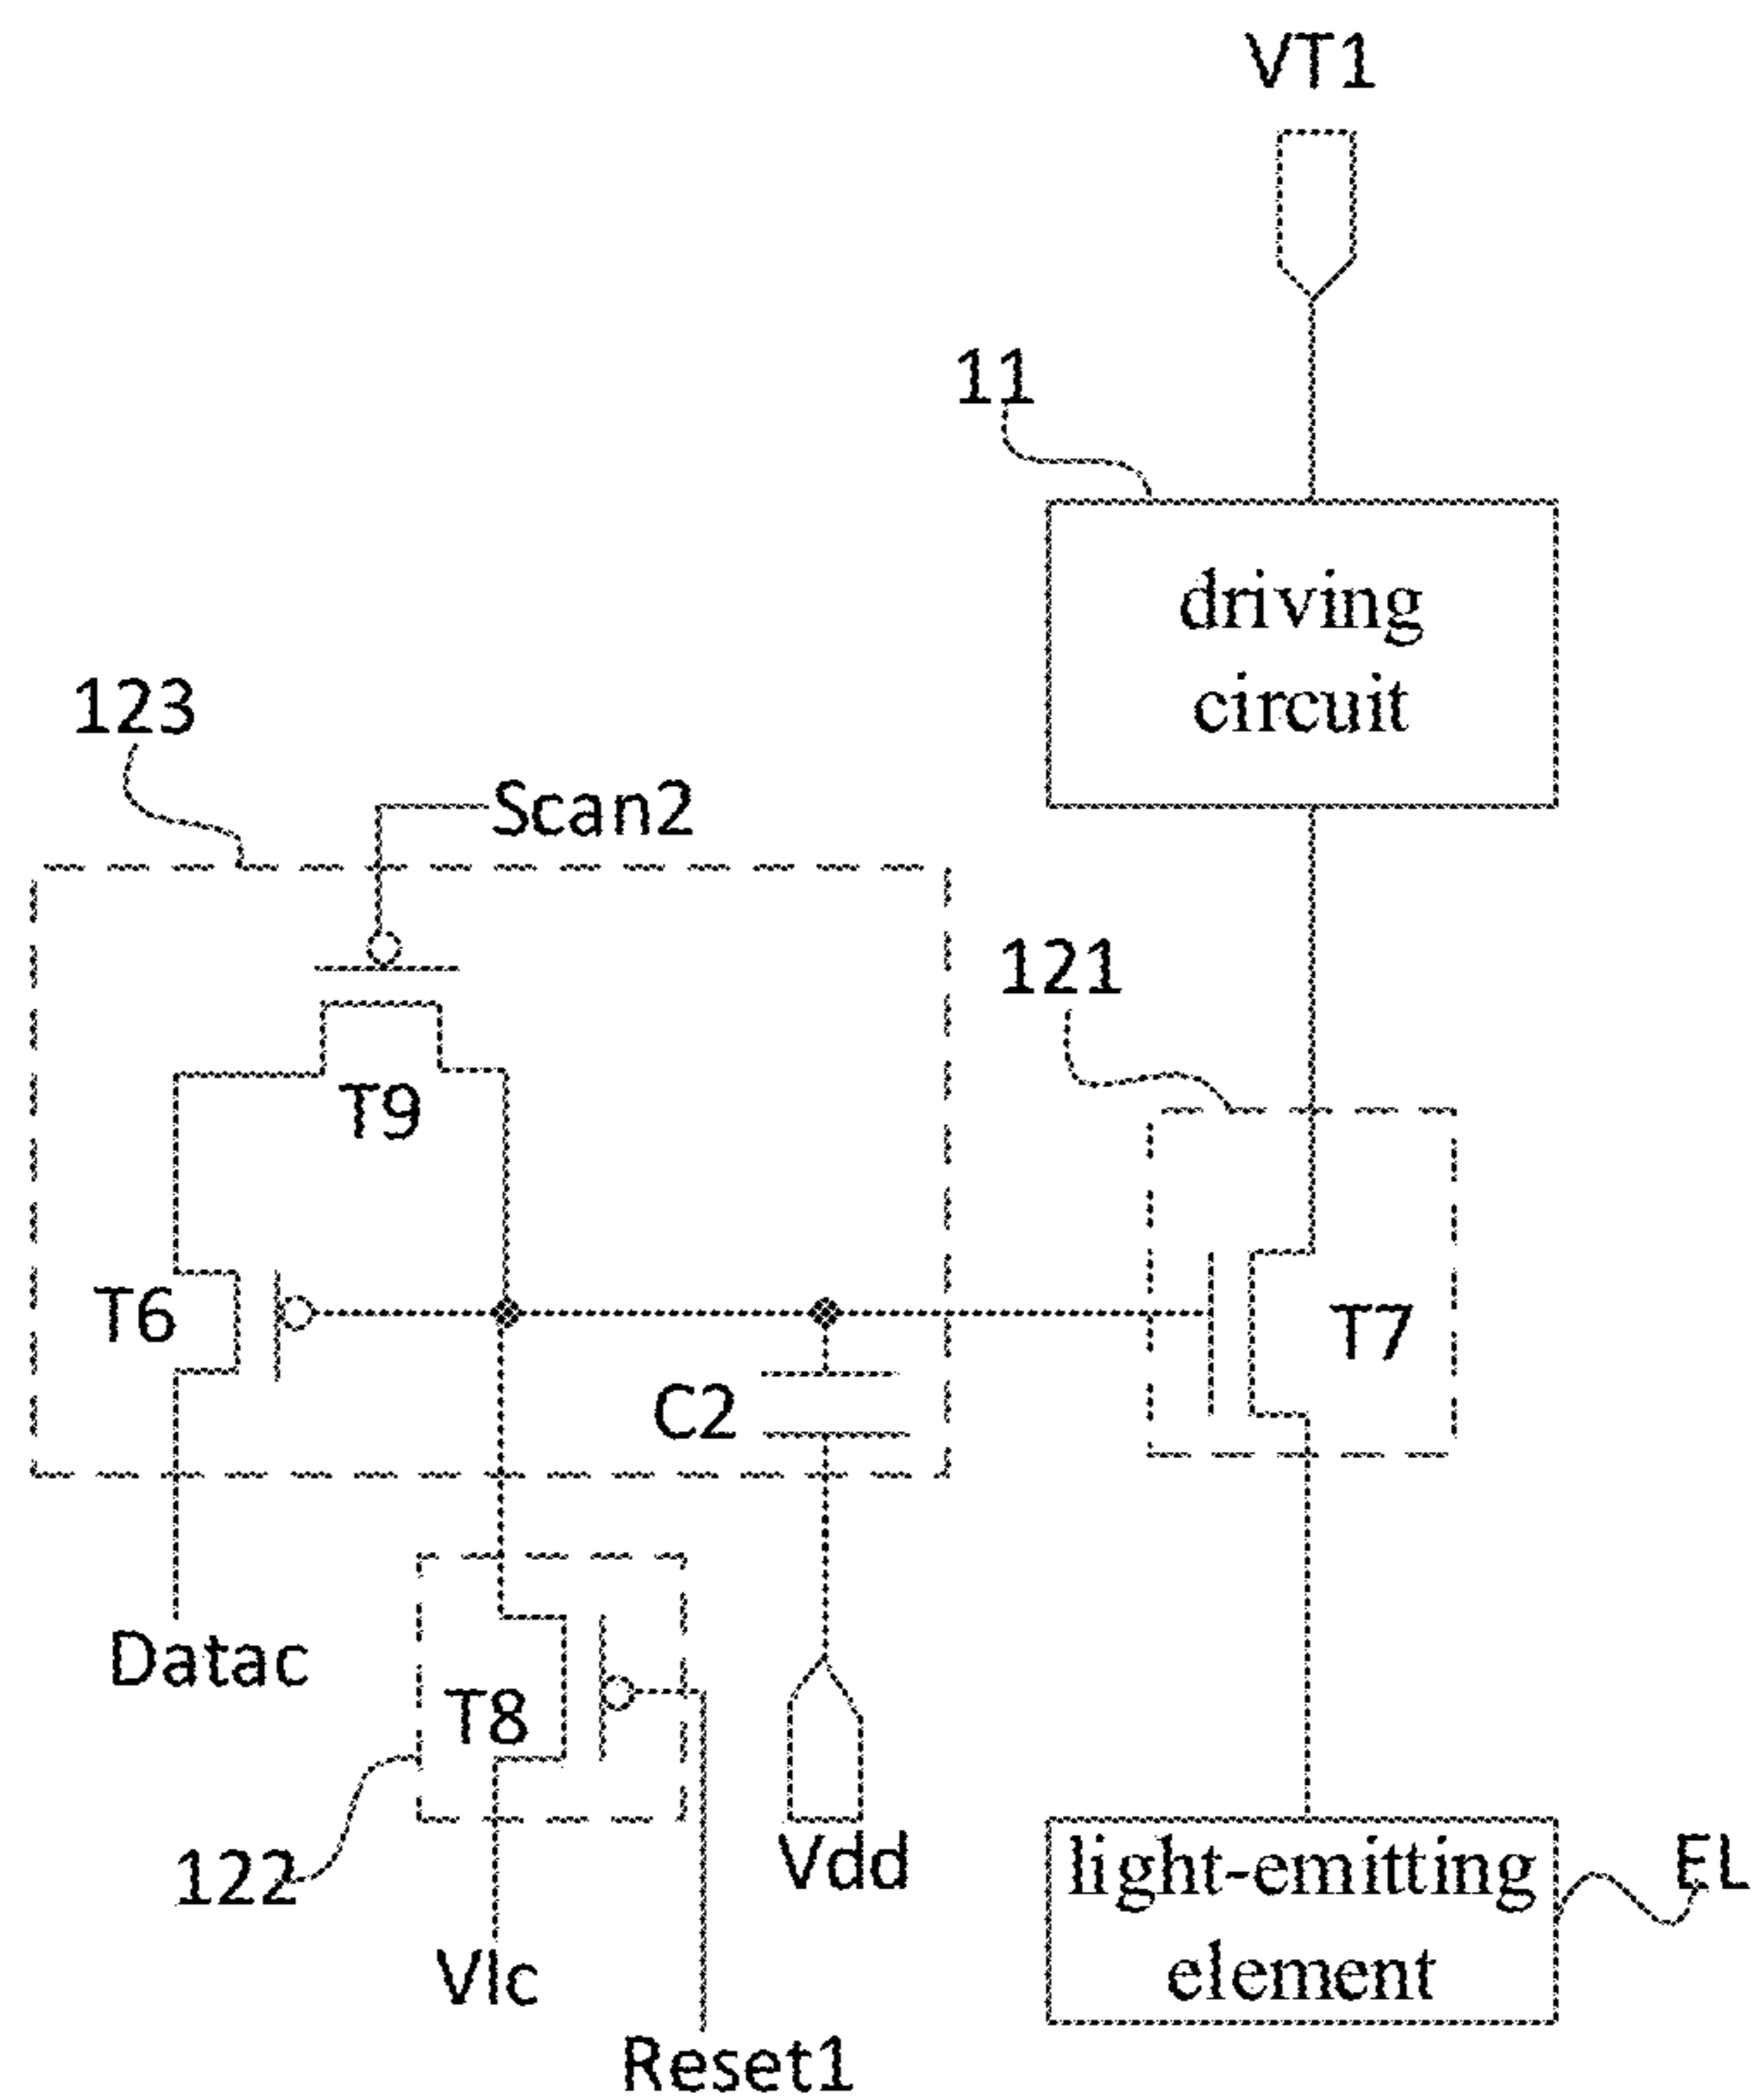 VT1
11
driving
circuit
123
Scan2
121
T9
T6
T7
C2
Datac
T8
122
Vdd
light-emitting
element
EL
VIc
Reset1